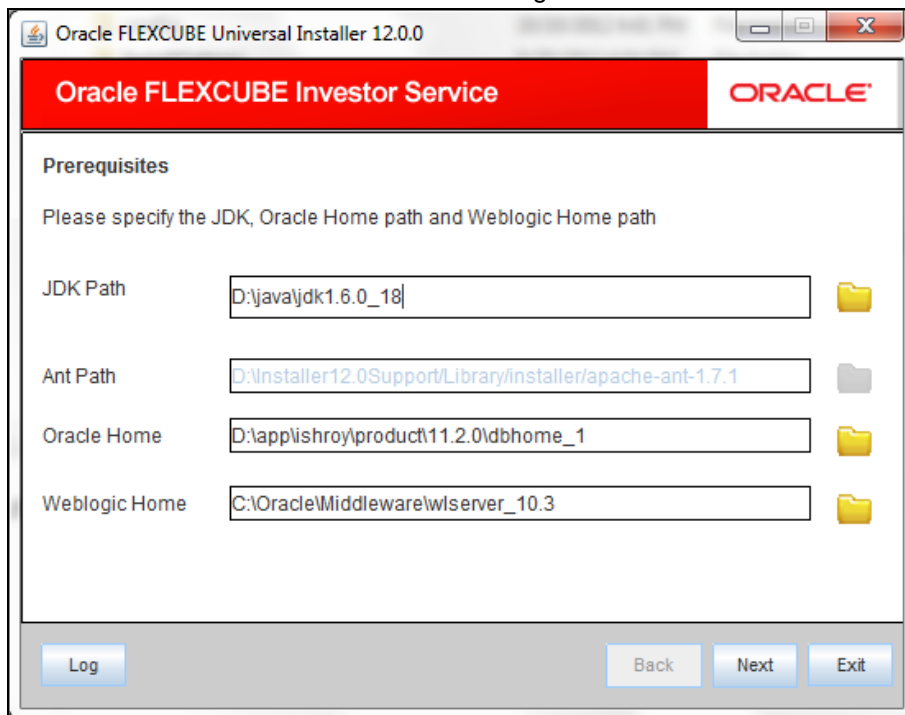 Oracle FLEXCUBE Universal Installer 12.0.0
Oracle FLEXCUBE Investor Service
ORACLE
Prerequisites
Please specify the JDK, Oracle Home path and Weblogic Home path
JDK Path
D:\java\jdk1.6.0_18
Ant Path
D:\Installer12.0Support/Library/installer/apache-ant-1.7.1
Oracle Home
D:\app\ishroy\product\11.2.0\dbhome_1
Weblogic Home
C:\Oracle\Middleware\wlserver_10.3
Log
Back
Next
Exit